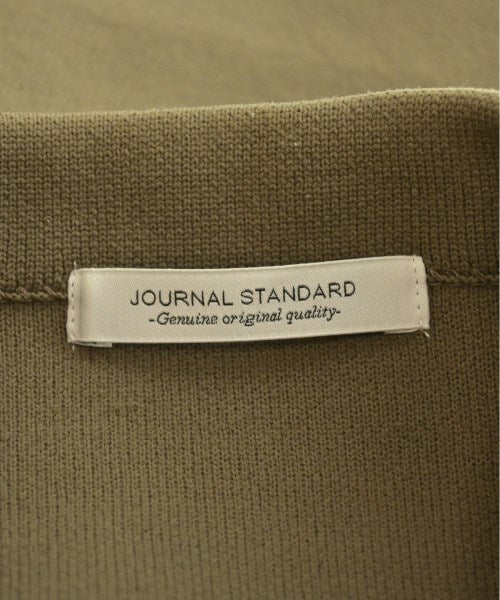 JOURNAL STANDARD
-Genuine original quality-